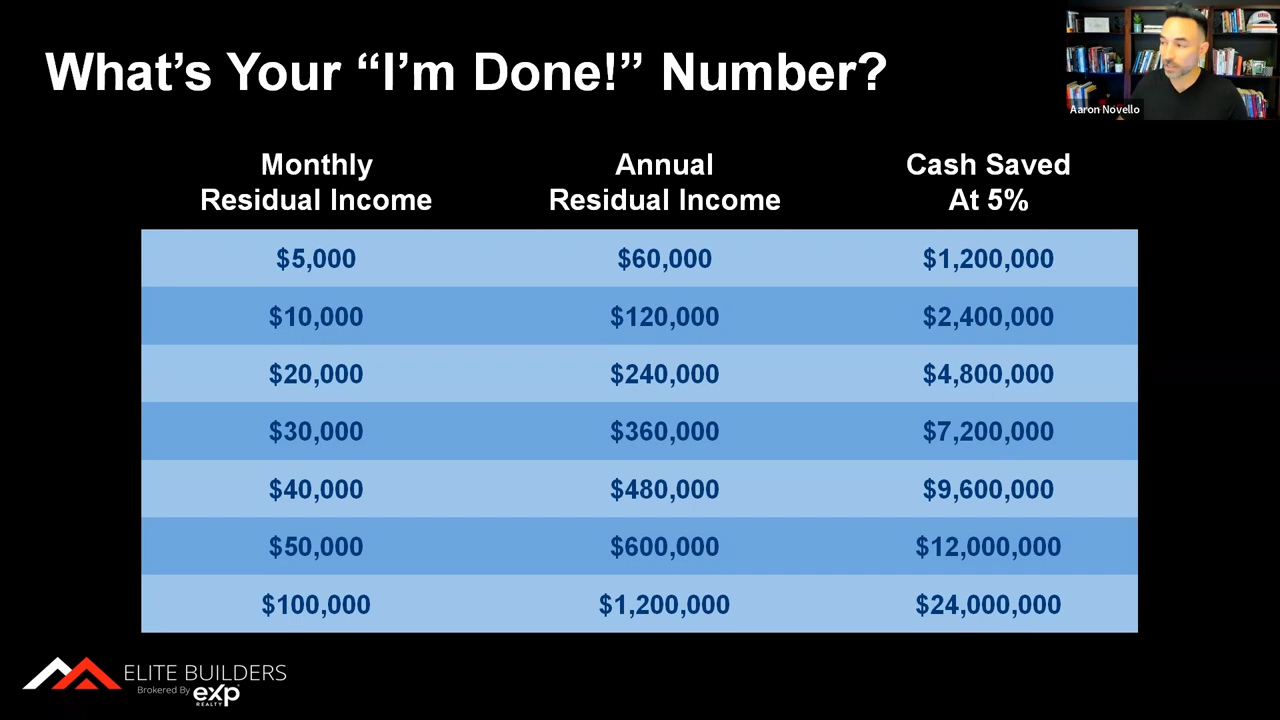 What's Your “I'm Done!” Number?
Aaron Novello
Monthly Residual Income
Annual Residual Income
Cash Saved At 5%
$5,000 $60,000 $1,200,000
$10,000 $120,000 $2,400,000
$20,000 $240,000 $4,800,000
$30,000 $360,000 $7,200,000
$40,000 $480,000 $9,600,000
$50,000 $600,000 $12,000,000
$100,000 $1,200,000 $24,000,000
ELITE BUILDERS
Brokered By eXp
REALTY